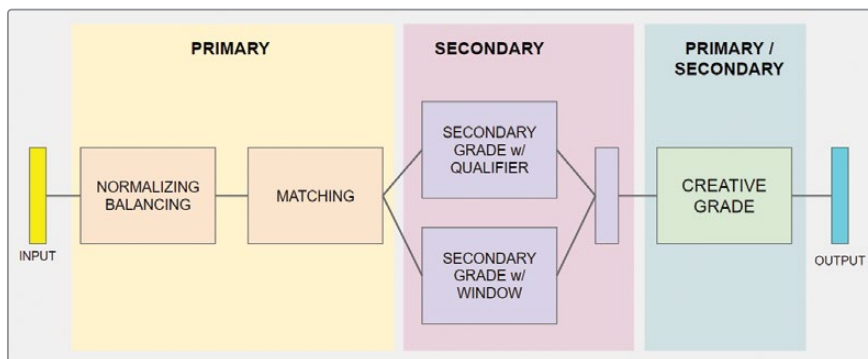 PRIMARY
SECONDARY
PRIMARY /
SECONDARY
INPUT
NORMALIZING
BALANCING
MATCHING
SECONDARY
GRADE w/
QUALIFIER
SECONDARY
GRADE w/
WINDOW
CREATIVE
GRADE
OUTPUT